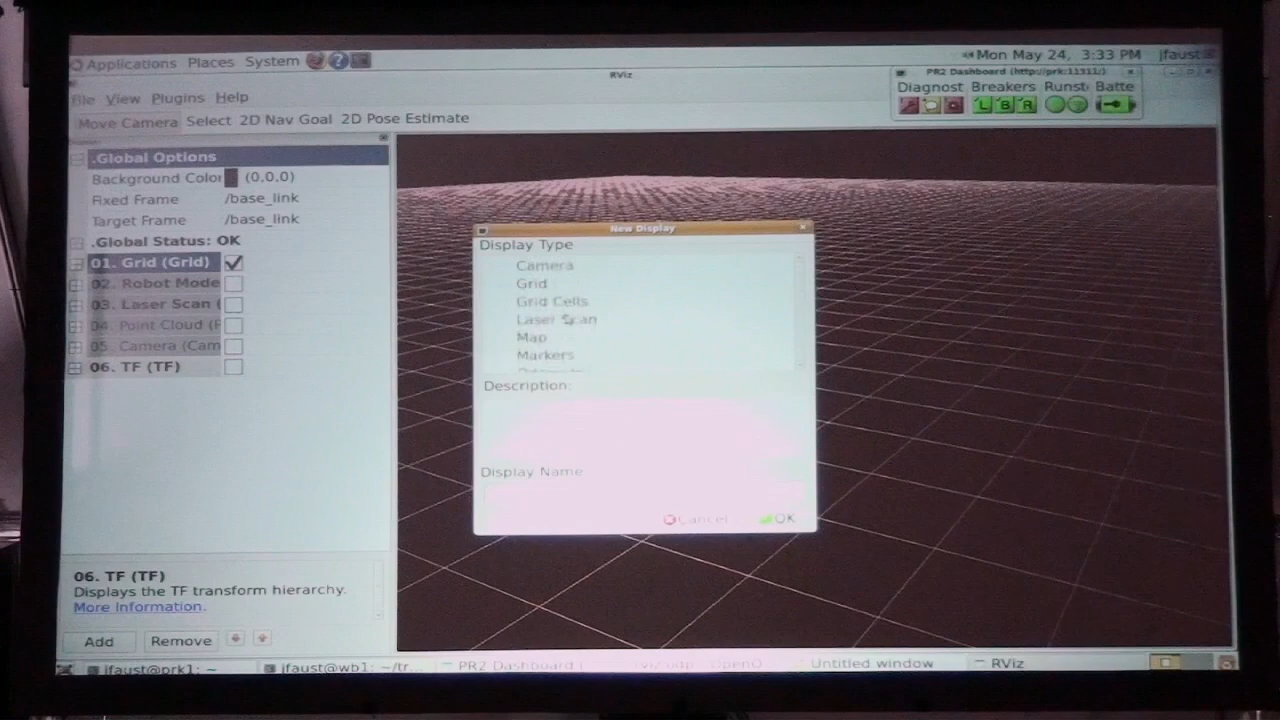 Applications Places System Mon May 24, 3:33 PM jfaust
RViz
PR2 Dashboard (http://prk:11311/)
Diagnost Breakers Runst Batte
L B R
File View Plugins Help
Move Camera Select 2D Nav Goal 2D Pose Estimate
.Global Options
Background Color (0,0,0)
Fixed Frame /base_link
Target Frame /base_link
.Global Status: OK
01. Grid (Grid)
02. Robot Mode
03. Laser Scan (
04. Point Cloud (P
05. Camera (Cam
06. TF (TF)
New Display
Display Type
Camera
Grid
Grid Cells
Laser Scan
Map
Markers
Description:
Display Name
Cancel OK
06. TF (TF)
Displays the TF transform hierarchy.
More Information.
Add Remove
jfaust@prk1: ~ jfaust@wb1: ~/tr... PR2 Dashboard ( Untitled window RViz